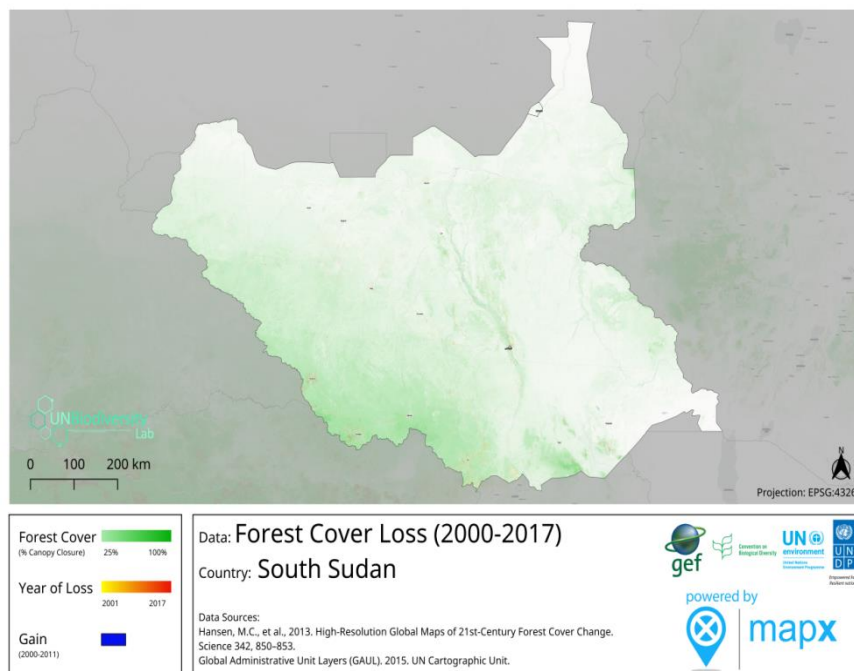 UNBiodiversity
Lab
0 100 200 km
N
Projection: EPSG:4326
Forest Cover
(% Canopy Closure)
25% 100%
Year of Loss
2001 2017
Gain
(2000-2011)
Data: Forest Cover Loss (2000-2017)
Country: South Sudan
Data Sources:
Hansen, M.C., et al., 2013. High-Resolution Global Maps of 21st-Century Forest Cover Change.
Science 342, 850–853.
Global Administrative Unit Layers (GAUL). 2015. UN Cartographic Unit.
gef
Convention on
Biological Diversity
UN
environment
United Nations
Environment Programme
U N
D P
powered by
mapx